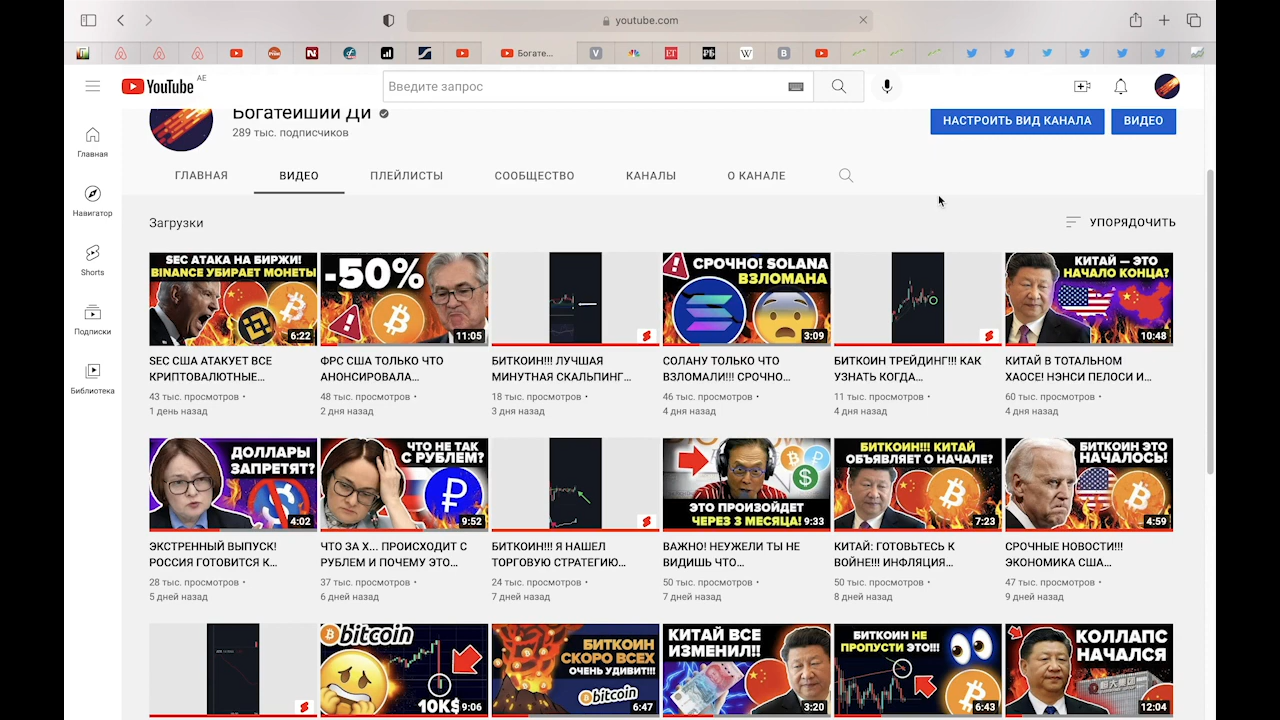 youtube.com
Богате...
YouTube AE
Введите запрос
Богатейший Ди
289 тыс. подписчиков
НАСТРОИТЬ ВИД КАНАЛА
ВИДЕО
Главная
Навигатор
Shorts
Подписки
Библиотека
ГЛАВНАЯ
ВИДЕО
ПЛЕЙЛИСТЫ
СООБЩЕСТВО
КАНАЛЫ
О КАНАЛЕ
Загрузки
УПОРЯДОЧИТЬ
SEC АТАКА НА БИРЖИ!
BINANCE УБИРАЕТ МОНЕТЫ
6:22
SEC США АТАКУЕТ ВСЕ
КРИПТОВАЛЮТНЫЕ...
43 тыс. просмотров •
1 день назад
-50%
11:05
ФРС США ТОЛЬКО ЧТО
АНОНСИРОВАЛА...
48 тыс. просмотров •
2 дня назад
БИТКОИН!!! ЛУЧШАЯ
МИНУТНАЯ СКАЛЬПИНГ...
18 тыс. просмотров •
3 дня назад
СРОЧНО! SOLANA
ВЗЛОМАНА
3:09
СОЛАНУ ТОЛЬКО ЧТО
ВЗЛОМАЛИ!!! СРОЧНО...
46 тыс. просмотров •
4 дня назад
БИТКОИН ТРЕЙДИНГ!!! КАК
УЗНАТЬ КОГДА...
11 тыс. просмотров •
4 дня назад
КИТАЙ — ЭТО
НАЧАЛО КОНЦА?
10:48
КИТАЙ В ТОТАЛЬНОМ
ХАОСЕ! НЭНСИ ПЕЛОСИ И...
60 тыс. просмотров •
4 дня назад
ДОЛЛАРЫ
ЗАПРЕТЯТ?
4:02
ЭКСТРЕННЫЙ ВЫПУСК!
РОССИЯ ГОТОВИТСЯ К...
28 тыс. просмотров •
5 дней назад
ЧТО НЕ ТАК
С РУБЛЕМ?
9:52
ЧТО ЗА Х... ПРОИСХОДИТ С
РУБЛЕМ И ПОЧЕМУ ЭТО...
37 тыс. просмотров •
6 дней назад
БИТКОИН!!! Я НАШЕЛ
ТОРГОВУЮ СТРАТЕГИЮ...
24 тыс. просмотров •
7 дней назад
ЭТО ПРОИЗОЙДЕТ
ЧЕРЕЗ 3 МЕСЯЦА!
9:33
ВАЖНО! НЕУЖЕЛИ ТЫ НЕ
ВИДИШЬ ЧТО...
50 тыс. просмотров •
7 дней назад
БИТКОИН!!! КИТАЙ
ОБЪЯВЛЯЕТ О НАЧАЛЕ?
7:23
КИТАЙ: ГОТОВЬТЕСЬ К
ВОЙНЕ!!! ИНФЛЯЦИЯ...
50 тыс. просмотров •
8 дней назад
БИТКОИН ЭТО
НАЧАЛОСЬ!
4:59
СРОЧНЫЕ НОВОСТИ!!!
ЭКОНОМИКА США...
47 тыс. просмотров •
9 дней назад
bitcoin
10K$
9:06
БИТКОИН
СКОРО ВСЕХ
ОЧЕНЬ УДИВИТ!!!
bitcoin
6:47
КИТАЙ ВСЕ
ИЗМЕНИЛ!!
3:20
БИТКОИН НЕ
ПРОПУСТИ ЭТО!!!
6:43
КОЛЛАПС
НАЧАЛСЯ
12:04